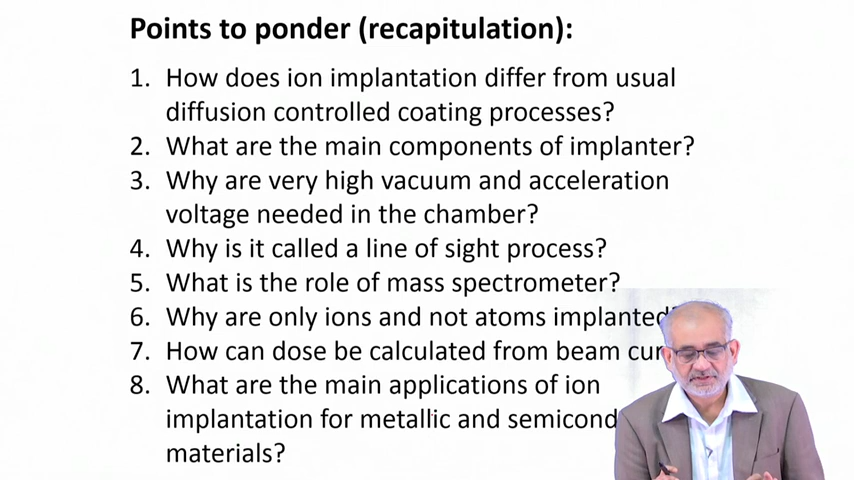 Points to ponder (recapitulation):
1. How does ion implantation differ from usual
diffusion controlled coating processes?
2. What are the main components of implanter?
3. Why are very high vacuum and acceleration
voltage needed in the chamber?
4. Why is it called a line of sight process?
5. What is the role of mass spectrometer?
6. Why are only ions and not atoms implanted?
7. How can dose be calculated from beam
8. What are the main applications of ion
implantation for metallic and
materials?